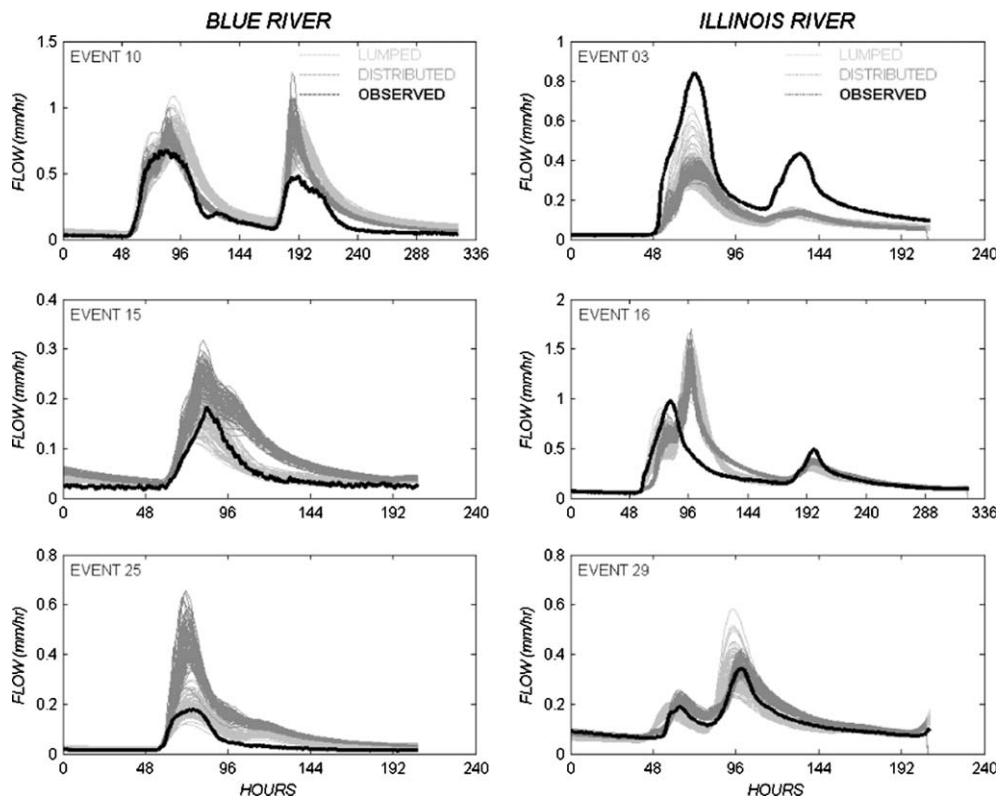 BLUE RIVER
ILLINOIS RIVER
EVENT 10
LUMPED
DISTRIBUTED
OBSERVED
FLOW (mm/hr)
1.5
1
0.5
0
0 48 96 144 192 240 288 336
EVENT 03
LUMPED
DISTRIBUTED
OBSERVED
FLOW (mm/hr)
1
0.8
0.6
0.4
0.2
0
0 48 96 144 192 240
EVENT 15
FLOW (mm/hr)
0.4
0.3
0.2
0.1
0
0 48 96 144 192 240
EVENT 16
FLOW (mm/hr)
2
1.5
1
0.5
0
0 48 96 144 192 240 288 336
EVENT 25
FLOW (mm/hr)
0.8
0.6
0.4
0.2
0
0 48 96 144 192 240
HOURS
EVENT 29
FLOW (mm/hr)
0.8
0.6
0.4
0.2
0
0 48 96 144 192 240
HOURS